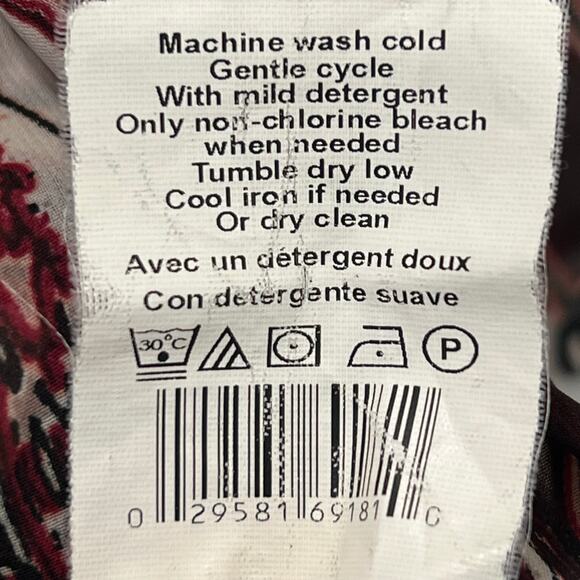 Machine wash cold
Gentle cycle
With mild detergent
Only non-chlorine bleach
when needed
Tumble dry low
Cool iron if needed
Or dry clean
Avec un détergent doux
Con detergente suave
30°C
P
0 29581 69181